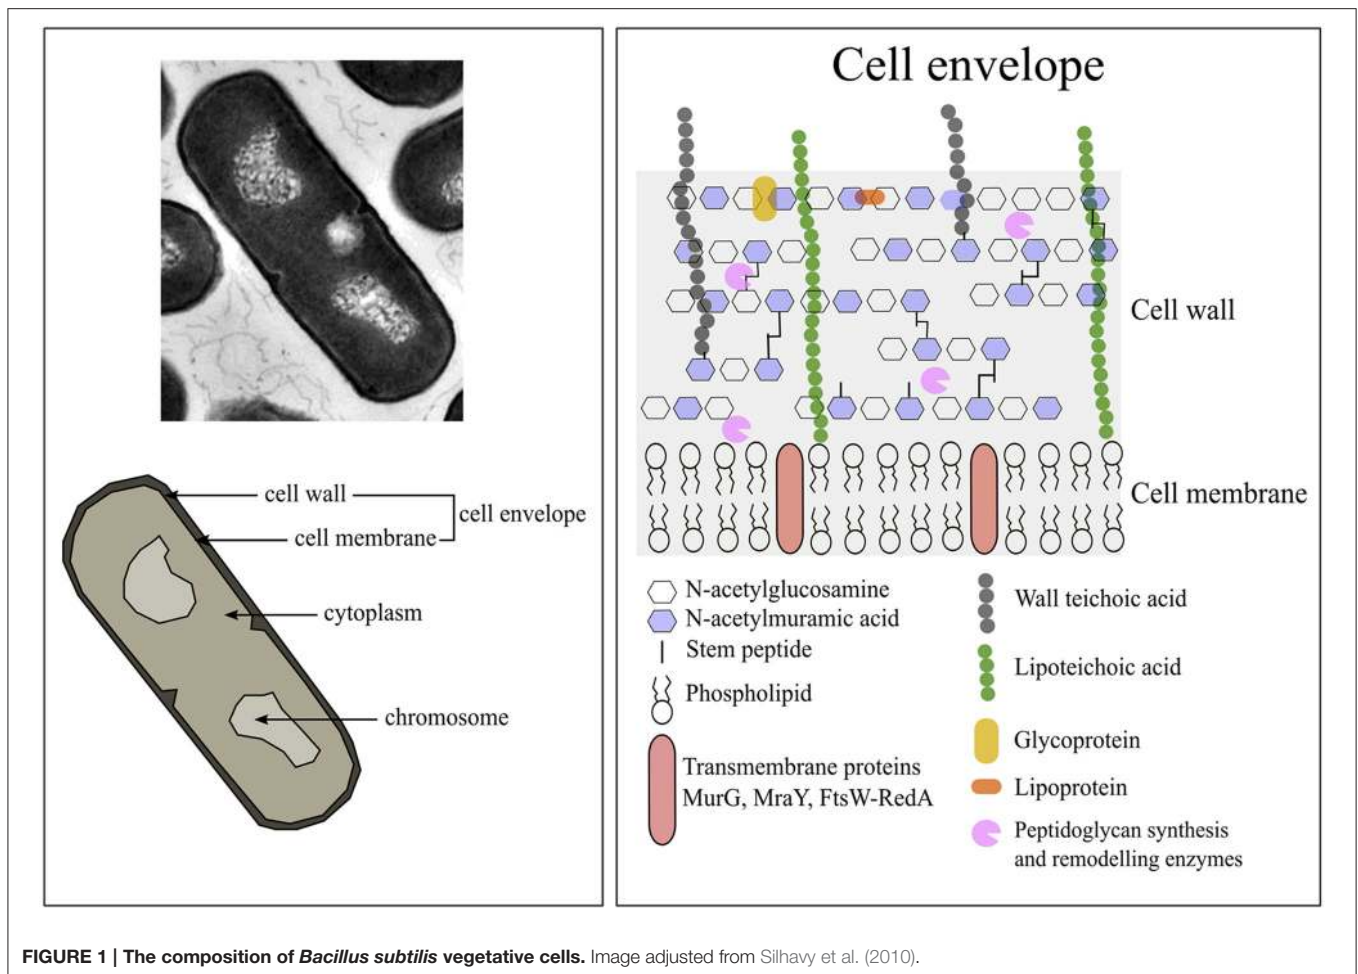 cell wall
cell envelope
cell membrane
cytoplasm
chromosome
Cell envelope
Cell wall
Cell membrane
N-acetylglucosamine
N-acetylmuramic acid
Stem peptide
Phospholipid
Transmembrane proteins
MurG, MraY, FtsW-RedA
Wall teichoic acid
Lipoteichoic acid
Glycoprotein
Lipoprotein
Peptidoglycan synthesis
and remodelling enzymes
FIGURE 1 | The composition of Bacillus subtilis vegetative cells. Image adjusted from Silhavy et al. (2010).